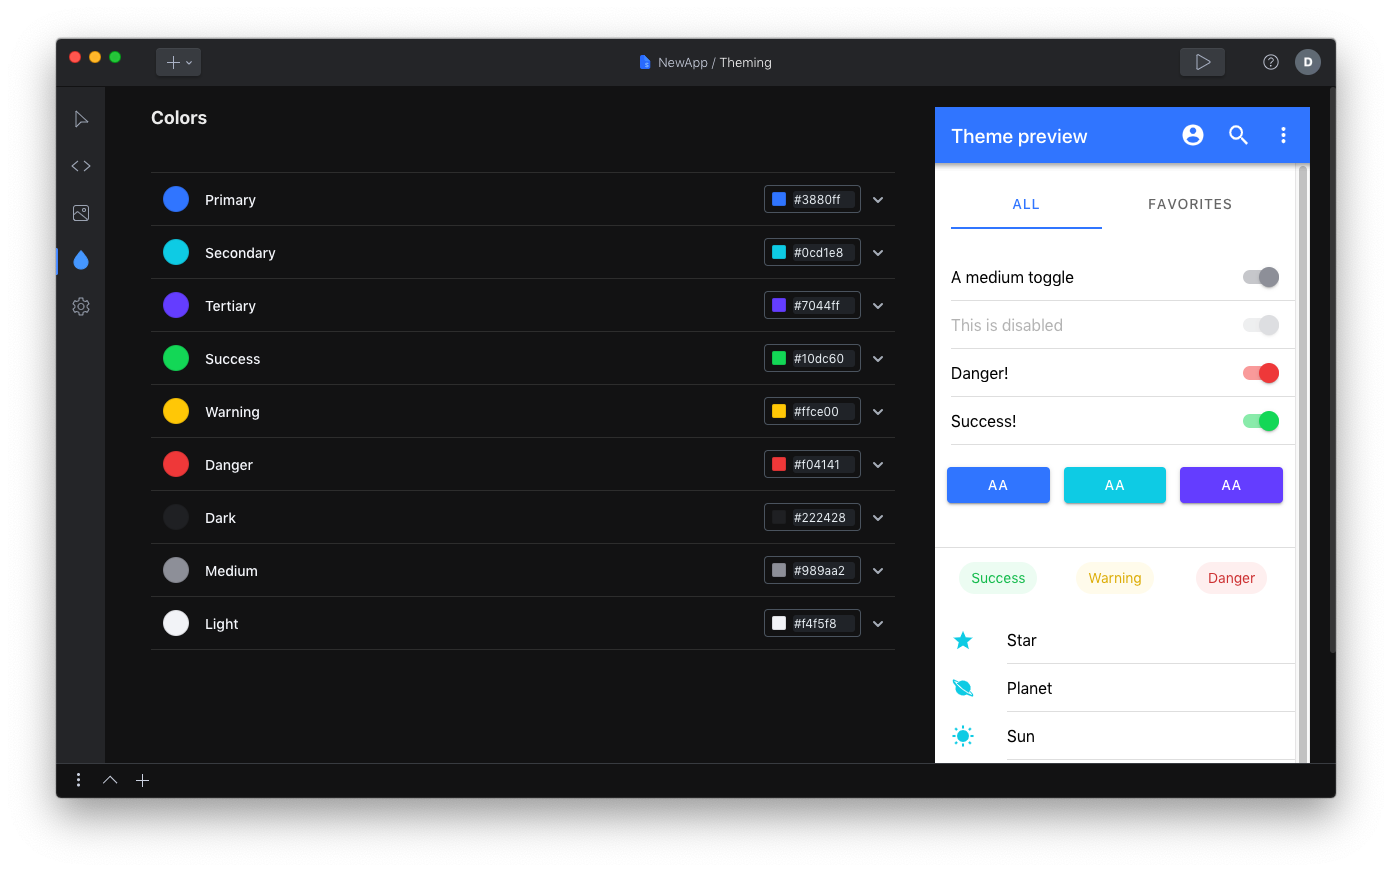 NewApp / Theming
D
Colors
Primary #3880ff
Secondary #0cd1e8
Tertiary #7044ff
Success #10dc60
Warning #ffce00
Danger #f04141
Dark #222428
Medium #989aa2
Light #f4f5f8
Theme preview
ALL FAVORITES
A medium toggle
This is disabled
Danger!
Success!
AA AA AA
Success Warning Danger
Star
Planet
Sun